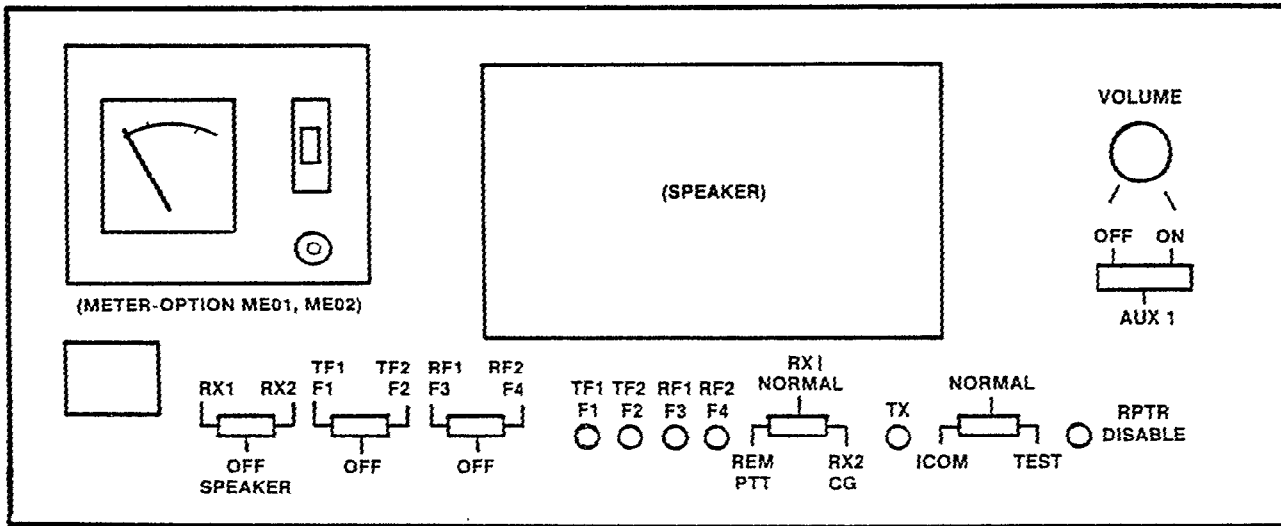 VOLUME
(SPEAKER)
OFF ON
(METER-OPTION ME01, ME02)
AUX 1
RX1 RX2
OFF
SPEAKER
TF1 TF2
F1 F2
OFF
RF1 RF2
F3 F4
OFF
TF1 TF2 RF1 RF2
F1 F2 F3 F4
RX1
NORMAL
REM RX2
PTT CG
TX
NORMAL
ICOM TEST
RPTR
DISABLE